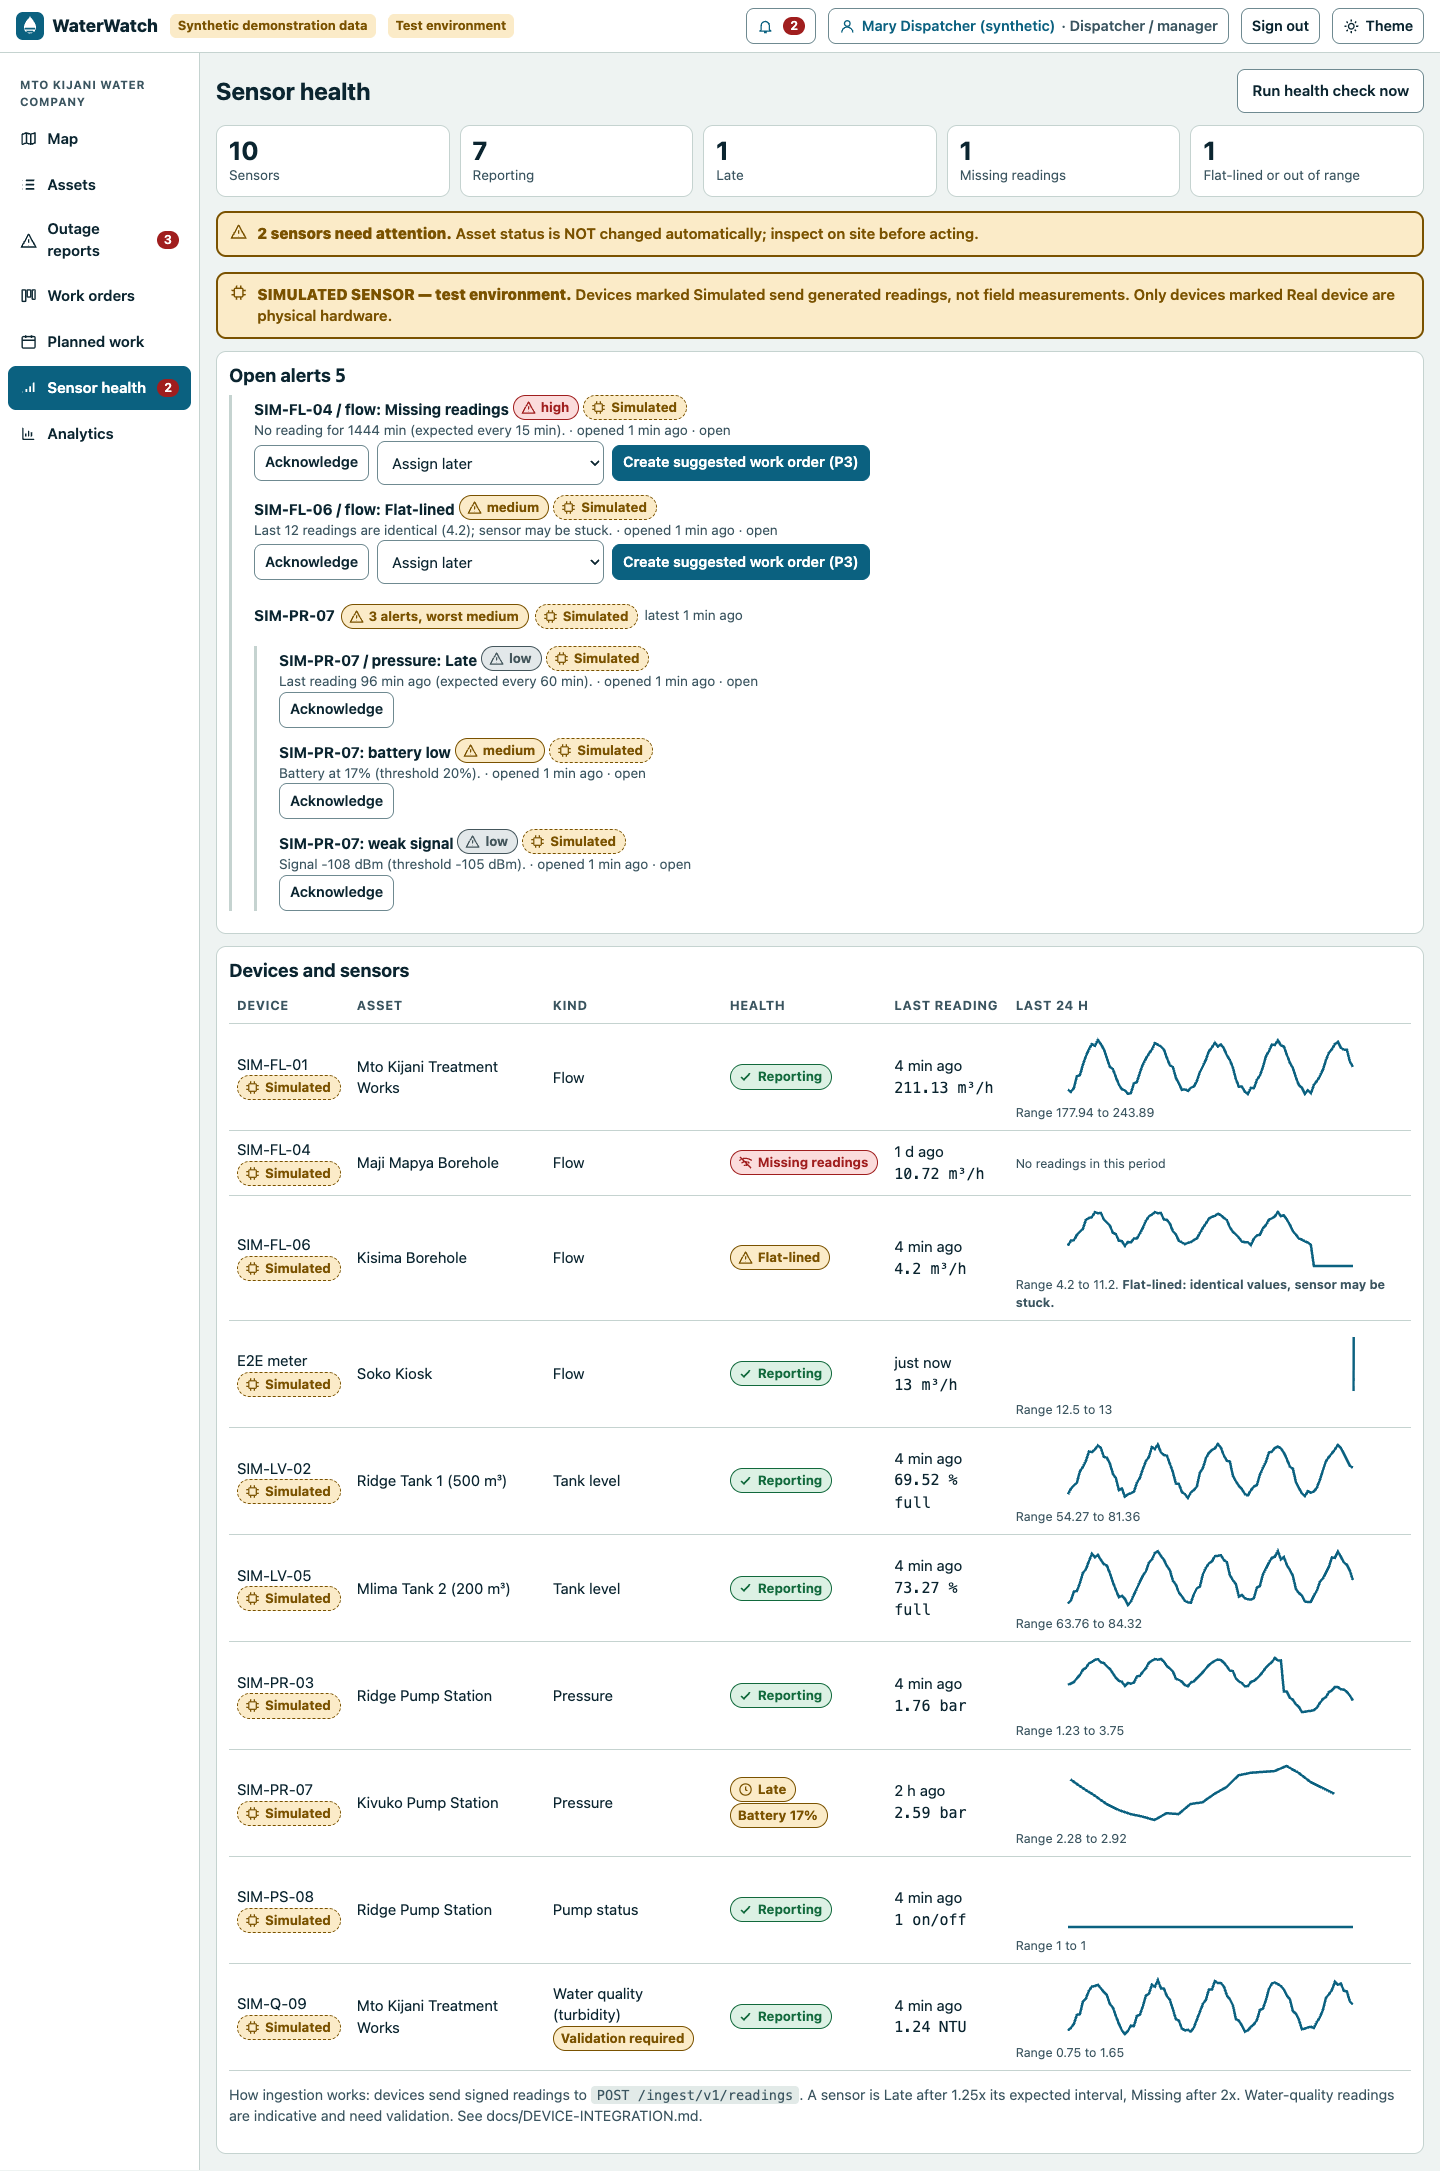 WaterWatch
Synthetic demonstration data
Test environment
2
Mary Dispatcher (synthetic) · Dispatcher / manager
Sign out
Theme
MTO KIJANI WATER
COMPANY
Map
Assets
Outage
reports
3
Work orders
Planned work
Sensor health 2
Analytics
Sensor health
Run health check now
10
Sensors
7
Reporting
1
Late
1
Missing readings
1
Flat-lined or out of range
2 sensors need attention. Asset status is NOT changed automatically; inspect on site before acting.
SIMULATED SENSOR — test environment. Devices marked Simulated send generated readings, not field measurements. Only devices marked Real device are
physical hardware.
Open alerts 5
SIM-FL-04 / flow: Missing readings high Simulated
No reading for 1444 min (expected every 15 min). · opened 1 min ago · open
Acknowledge Assign later Create suggested work order (P3)
SIM-FL-06 / flow: Flat-lined medium Simulated
Last 12 readings are identical (4.2); sensor may be stuck. · opened 1 min ago · open
Acknowledge Assign later Create suggested work order (P3)
SIM-PR-07 3 alerts, worst medium Simulated latest 1 min ago
SIM-PR-07 / pressure: Late low Simulated
Last reading 96 min ago (expected every 60 min). · opened 1 min ago · open
Acknowledge
SIM-PR-07: battery low medium Simulated
Battery at 17% (threshold 20%). · opened 1 min ago · open
Acknowledge
SIM-PR-07: weak signal low Simulated
Signal -108 dBm (threshold -105 dBm). · opened 1 min ago · open
Acknowledge
Devices and sensors
DEVICE ASSET KIND HEALTH LAST READING LAST 24 H
SIM-FL-01
Simulated
Mto Kijani Treatment
Works
Flow
Reporting
4 min ago
211.13 m³/h
Range 177.94 to 243.89
SIM-FL-04
Simulated
Maji Mapya Borehole
Flow
Missing readings
1 d ago
10.72 m³/h
No readings in this period
SIM-FL-06
Simulated
Kisima Borehole
Flow
Flat-lined
4 min ago
4.2 m³/h
Range 4.2 to 11.2. Flat-lined: identical values, sensor may be
stuck.
E2E meter
Simulated
Soko Kiosk
Flow
Reporting
just now
13 m³/h
Range 12.5 to 13
SIM-LV-02
Simulated
Ridge Tank 1 (500 m³)
Tank level
Reporting
4 min ago
69.52 %
full
Range 54.27 to 81.36
SIM-LV-05
Simulated
Mlima Tank 2 (200 m³)
Tank level
Reporting
4 min ago
73.27 %
full
Range 63.76 to 84.32
SIM-PR-03
Simulated
Ridge Pump Station
Pressure
Reporting
4 min ago
1.76 bar
Range 1.23 to 3.75
SIM-PR-07
Simulated
Kivuko Pump Station
Pressure
Late
Battery 17%
2 h ago
2.59 bar
Range 2.28 to 2.92
SIM-PS-08
Simulated
Ridge Pump Station
Pump status
Reporting
4 min ago
1 on/off
Range 1 to 1
SIM-Q-09
Simulated
Mto Kijani Treatment
Works
Water quality
(turbidity)
Validation required
Reporting
4 min ago
1.24 NTU
Range 0.75 to 1.65
How ingestion works: devices send signed readings to POST /ingest/v1/readings. A sensor is Late after 1.25x its expected interval, Missing after 2x. Water-quality readings
are indicative and need validation. See docs/DEVICE-INTEGRATION.md.